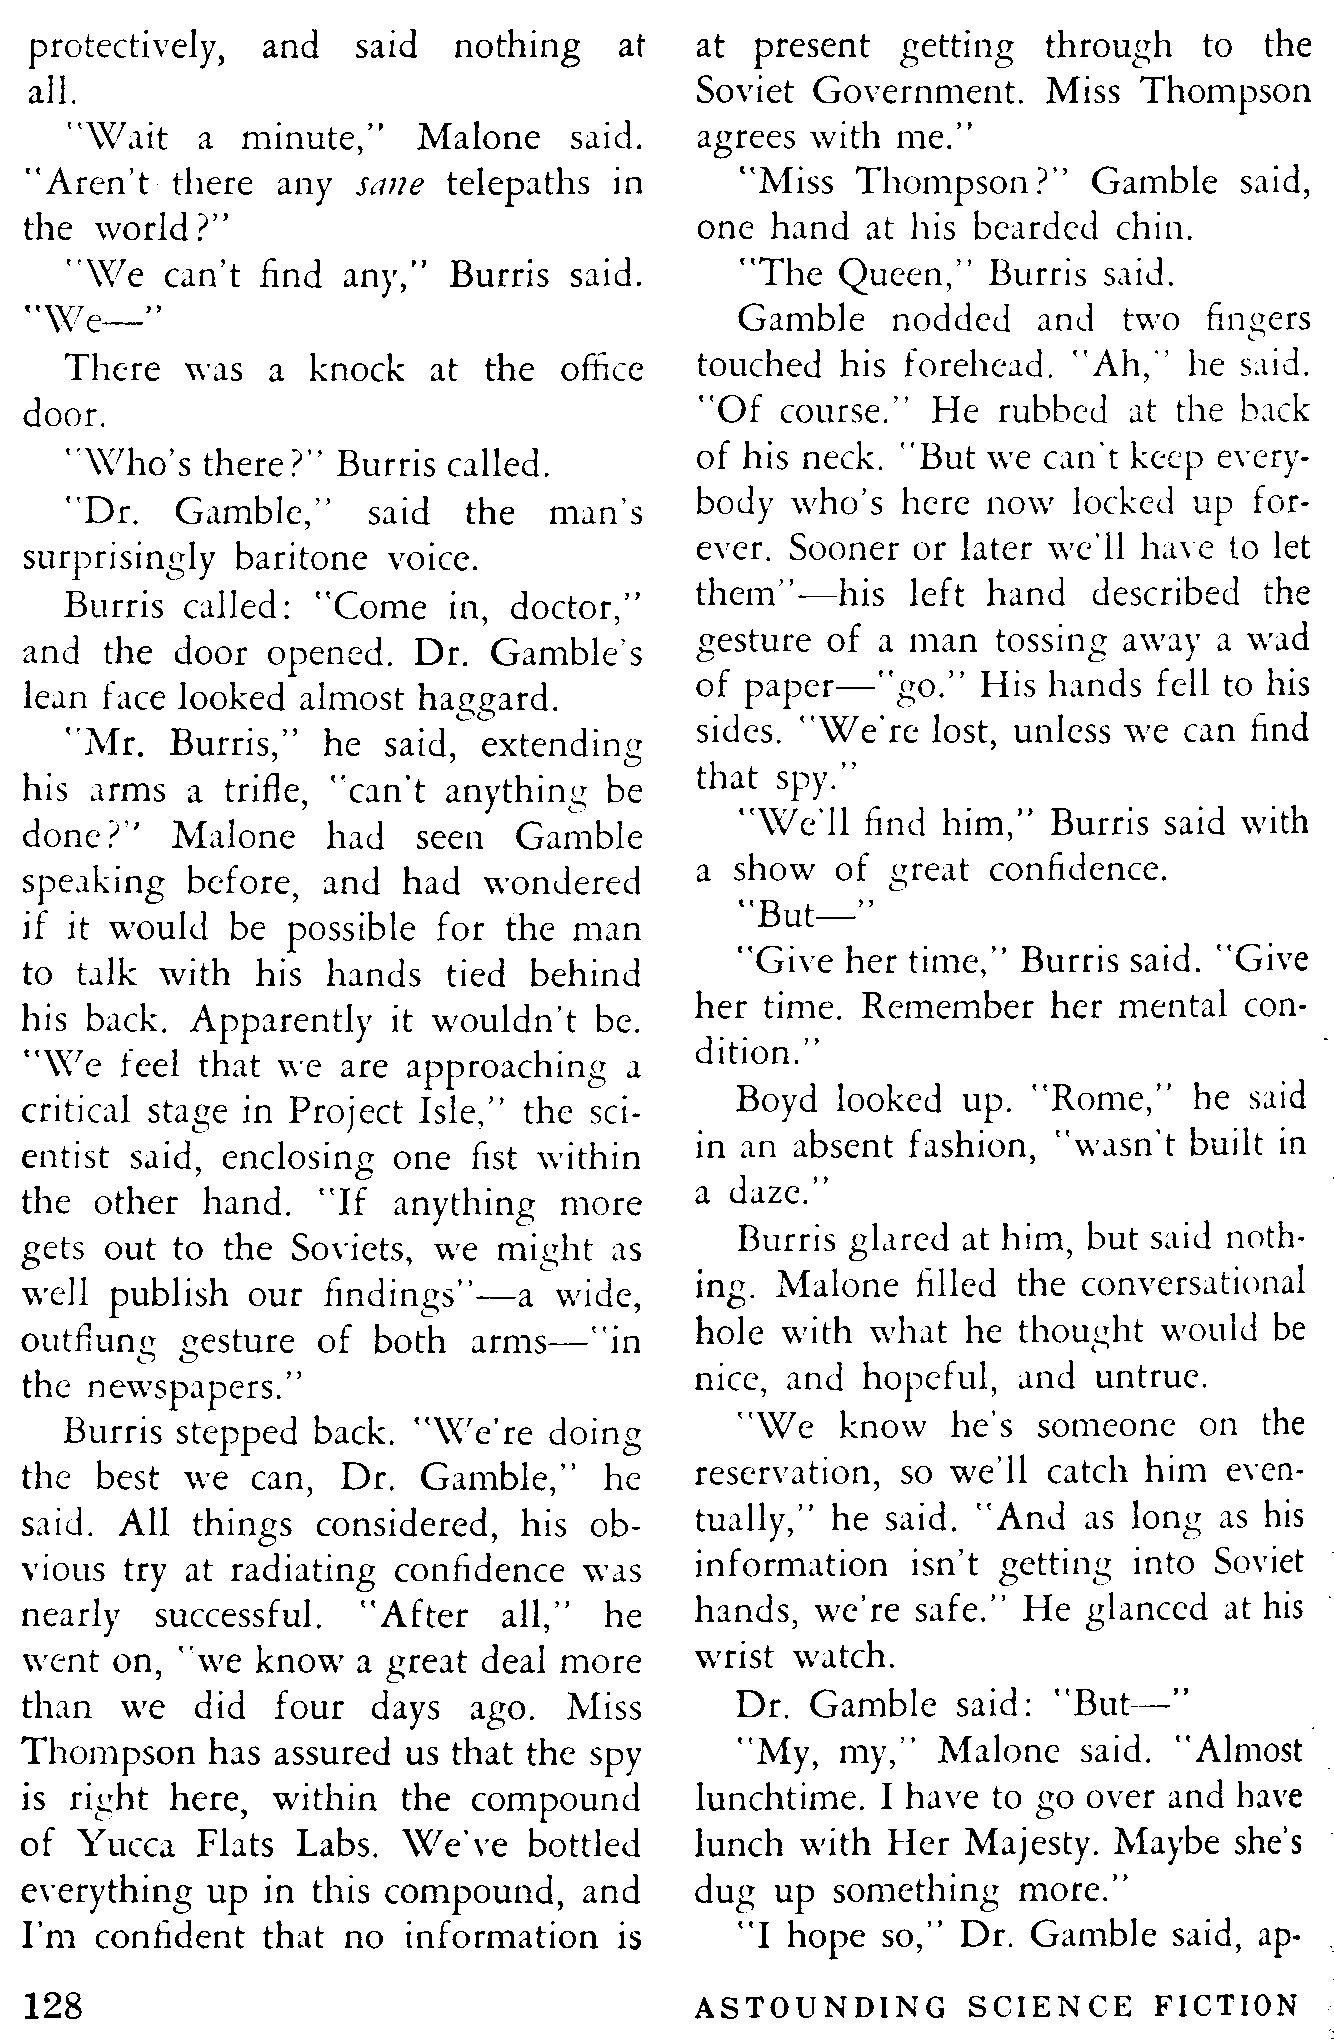 protectively, and said nothing at
all.
"Wait a minute," Malone said.
"Aren't there any sane telepaths in
the world?"
"We can't find any," Burris said.
"We—"
There was a knock at the office
door.
"Who's there?" Burris called.
"Dr. Gamble," said the man's
surprisingly baritone voice.
Burris called: "Come in, doctor,"
and the door opened. Dr. Gamble's
lean face looked almost haggard.
"Mr. Burris," he said, extending
his arms a trifle, "can't anything be
done?" Malone had seen Gamble
speaking before, and had wondered
if it would be possible for the man
to talk with his hands tied behind
his back. Apparently it wouldn't be.
"We feel that we are approaching a
critical stage in Project Isle," the sci-
entist said, enclosing one fist within
the other hand. "If anything more
gets out to the Soviets, we might as
well publish our findings"—a wide,
outflung gesture of both arms—"in
the newspapers."
Burris stepped back. "We're doing
the best we can, Dr. Gamble," he
said. All things considered, his ob-
vious try at radiating confidence was
nearly successful. "After all," he
went on, "we know a great deal more
than we did four days ago. Miss
Thompson has assured us that the spy
is right here, within the compound
of Yucca Flats Labs. We've bottled
everything up in this compound, and
I'm confident that no information is
at present getting through to the
Soviet Government. Miss Thompson
agrees with me."
"Miss Thompson?" Gamble said,
one hand at his bearded chin.
"The Queen," Burris said.
Gamble nodded and two fingers
touched his forehead. "Ah," he said.
"Of course." He rubbed at the back
of his neck. "But we can't keep every-
body who's here now locked up for-
ever. Sooner or later we'll have to let
them"—his left hand described the
gesture of a man tossing away a wad
of paper—"go." His hands fell to his
sides. "We're lost, unless we can find
that spy."
"We'll find him," Burris said with
a show of great confidence.
"But—"
"Give her time," Burris said. "Give
her time. Remember her mental con-
dition."
Boyd looked up. "Rome," he said
in an absent fashion, "wasn't built in
a daze."
Burris glared at him, but said noth-
ing. Malone filled the conversational
hole with what he thought would be
nice, and hopeful, and untrue.
"We know he's someone on the
reservation, so we'll catch him even-
tually," he said. "And as long as his
information isn't getting into Soviet
hands, we're safe." He glanced at his
wrist watch.
Dr. Gamble said: "But—"
"My, my," Malone said. "Almost
lunchtime. I have to go over and have
lunch with Her Majesty. Maybe she's
dug up something more."
"I hope so," Dr. Gamble said, ap-
128
ASTOUNDING SCIENCE FICTION